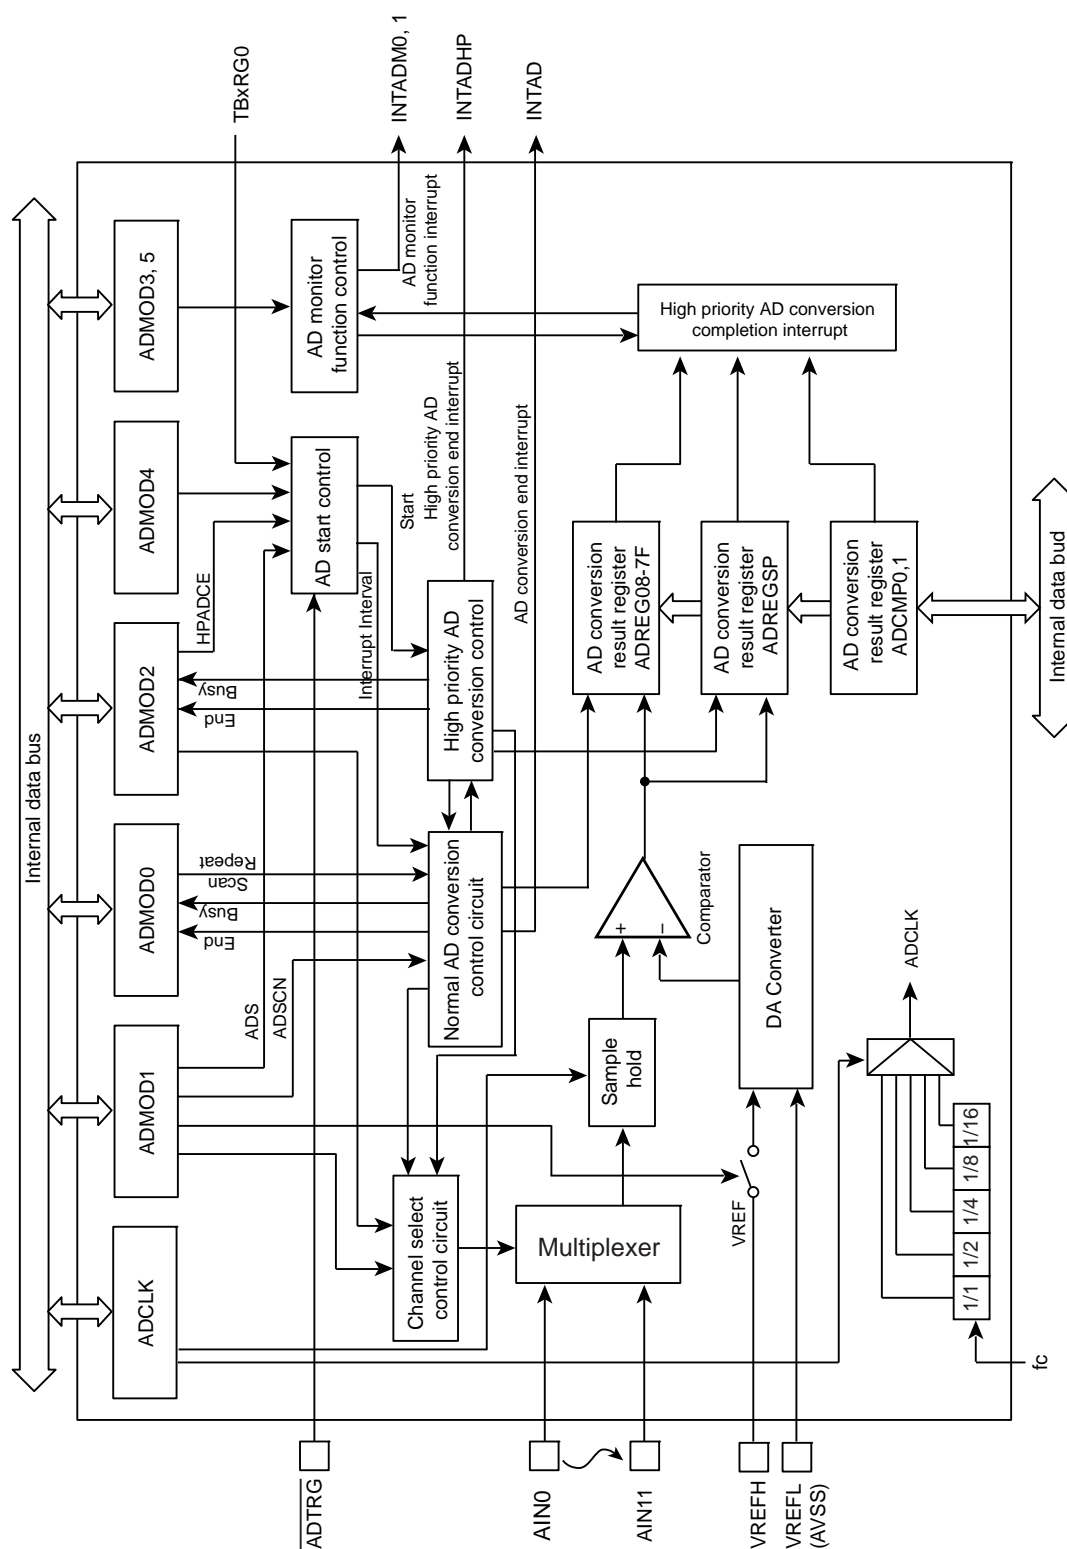 Internal data bus
ADCLK
ADMOD1
ADMOD0
ADMOD2
ADMOD4
ADMOD3, 5
ADS
ADSCN
End
Busy
Scan
Repeat
End
Busy
HPADCE
TBxRG0
ADTRG
AD start control
AD monitor
function control
INTADM0, 1
AD monitor
function interrupt
INTADHP
Start
High priority AD
conversion end interrupt
INTAD
AD conversion end interrupt
Interrupt Interval
Channel select
control circuit
Normal AD conversion
control circuit
High priority AD
conversion control
AIN0
AIN11
Multiplexer
Sample
hold
+
−
Comparator
AD conversion
result register
ADREG08-7F
AD conversion
result register
ADREGSP
AD conversion
result register
ADCMP0,1
High priority AD conversion
completion interrupt
VREFH
VREFL
(AVSS)
VREF
DA Converter
fc
1/1
1/2
1/4
1/8
1/16
ADCLK
Internal data bud